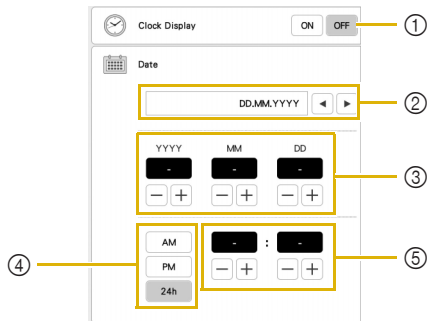 Clock Display ON OFF ①
Date
DD.MM.YYYY ◄ ► ②
YYYY MM DD
- - - ③
− + − + − +
AM - : - ⑤
④ PM − + − +
24h